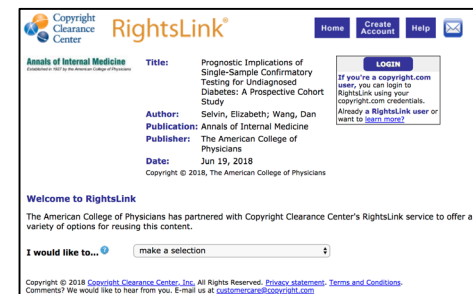 Copyright
Clearance
Center
RightsLink®
Home
Create
Account
Help
Annals of Internal Medicine
Established in 1927 by the American College of Physicians
Title: Prognostic Implications of
Single-Sample Confirmatory
Testing for Undiagnosed
Diabetes: A Prospective Cohort
Study
Author: Selvin, Elizabeth; Wang, Dan
Publication: Annals of Internal Medicine
Publisher: The American College of
Physicians
Date: Jun 19, 2018
Copyright © 2018, The American College of Physicians
LOGIN
If you're a copyright.com
user, you can login to
RightsLink using your
copyright.com credentials.
Already a RightsLink user or
want to learn more?
Welcome to RightsLink
The American College of Physicians has partnered with Copyright Clearance Center's RightsLink service to offer a
variety of options for reusing this content.
I would like to... ?
make a selection
Copyright © 2018 Copyright Clearance Center, Inc. All Rights Reserved. Privacy statement. Terms and Conditions.
Comments? We would like to hear from you. E-mail us at customercare@copyright.com